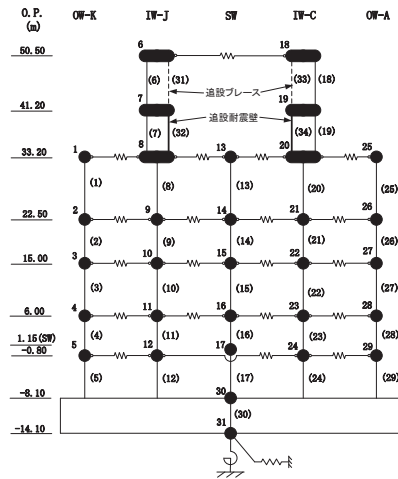 O.P. OW-K IW-J SW IW-C OW-A
(m)
50.50 6 18
(6) (31) (33) (18)
追設ブレース
41.20 7 19
追設耐震壁
(7) (32) (34) (19)
33.20 1 8 13 20 25
(1) (8) (13) (20) (25)
22.50 2 9 14 21 26
(2) (9) (14) (21) (26)
15.00 3 10 15 22 27
(3) (10) (15) (22) (27)
6.00 4 11 16 23 28
1.15(SW) (4) (11) (16) (23) (28)
-0.80 5 12 17 24 29
(5) (12) (17) (24) (29)
-8.10 30
(30)
-14.10 31